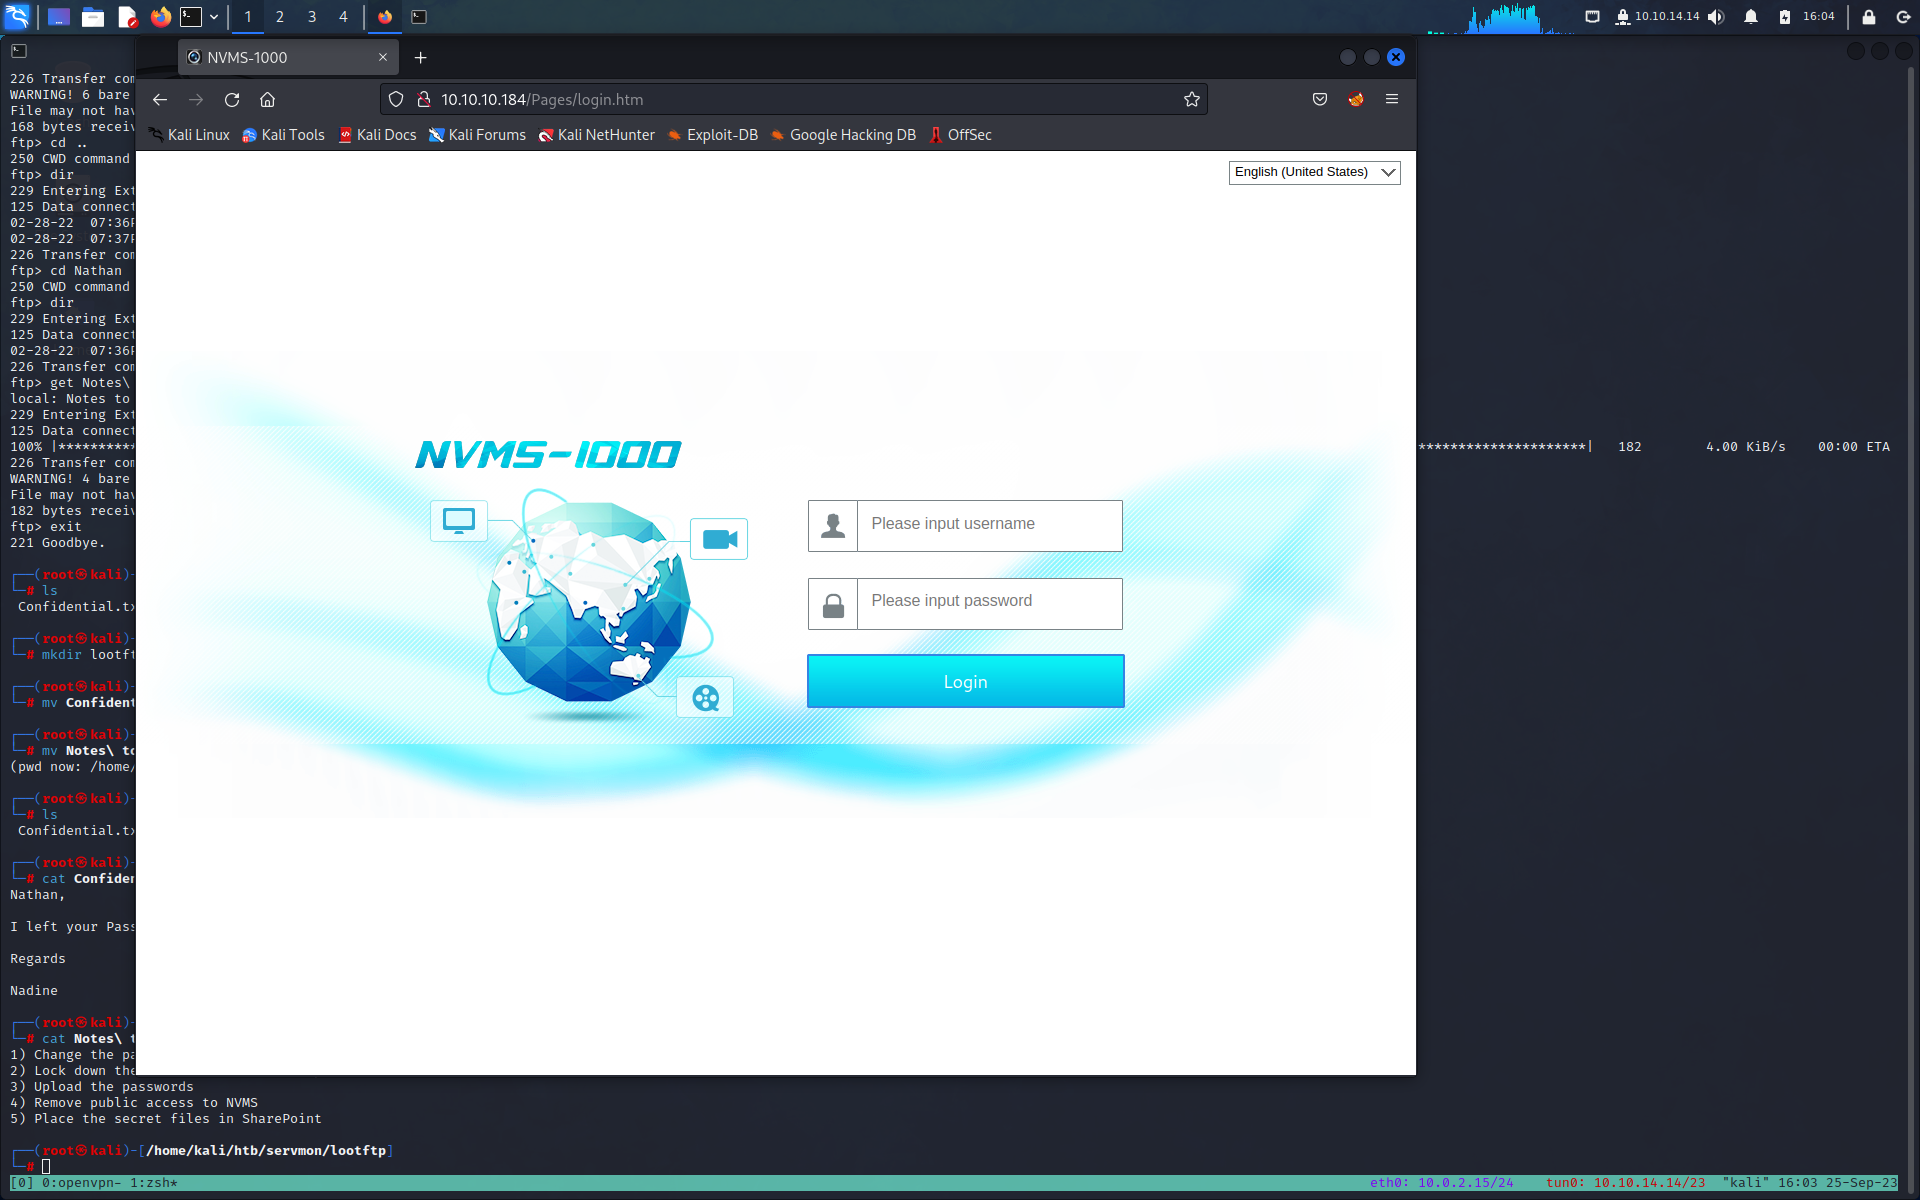 1 2 3 4
10.10.14.14
16:04
NVMS-1000
10.10.10.184/Pages/login.htm
Kali Linux Kali Tools Kali Docs Kali Forums Kali NetHunter Exploit-DB Google Hacking DB OffSec
English (United States)
NVMS-1000
Please input username
Please input password
Login
226 Transfer com
WARNING! 6 bare
File may not hav
168 bytes receiv
ftp> cd ..
250 CWD command
ftp> dir
229 Entering Ext
125 Data connect
02-28-22  07:36P
02-28-22  07:37P
226 Transfer com
ftp> cd Nathan
250 CWD command
ftp> dir
229 Entering Ext
125 Data connect
02-28-22  07:36P
226 Transfer com
ftp> get Notes\
local: Notes to
229 Entering Ext
125 Data connect
100% |********** *********************| 182 4.00 KiB/s 00:00 ETA
226 Transfer com
WARNING! 4 bare
File may not hav
182 bytes receiv
ftp> exit
221 Goodbye.
(root㉿kali)-
# ls
Confidential.tx
(root㉿kali)-
# mkdir lootft
(root㉿kali)-
# mv Confident
(root㉿kali)-
# mv Notes\ to
(pwd now: /home/
(root㉿kali)-
# ls
Confidential.tx
(root㉿kali)-
# cat Confiden
Nathan,
I left your Pass
Regards
Nadine
(root㉿kali)-
# cat Notes\ t
1) Change the pa
2) Lock down the
3) Upload the passwords
4) Remove public access to NVMS
5) Place the secret files in SharePoint
(root㉿kali)-[/home/kali/htb/servmon/lootftp]
#
[0] 0:openvpn- 1:zsh* eth0: 10.0.2.15/24 tun0: 10.10.14.14/23 "kali" 16:03 25-Sep-23